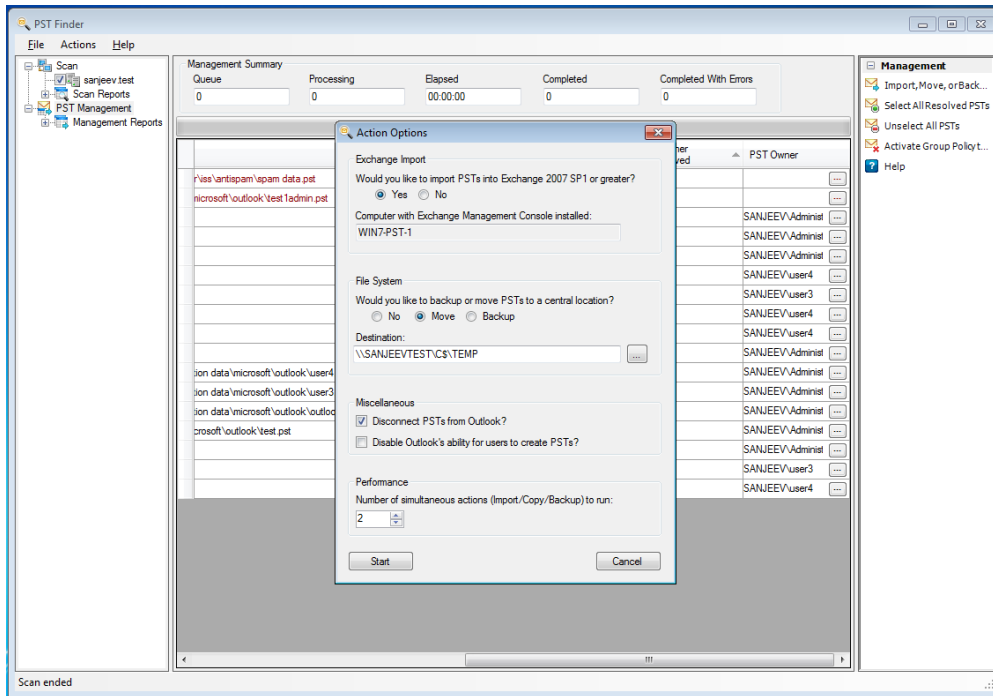 PST Finder
File Actions Help
Scan
sanjeev.test
Scan Reports
PST Management
Management Reports
Management Summary
Queue Processing Elapsed Completed Completed With Errors
0 0 00:00:00 0 0
PST Owner
r\iss\antispam\spam data.pst
microsoft\outlook\test1admin.pst
SANJEEV\Administ
SANJEEV\Administ
SANJEEV\Administ
SANJEEV\user4
SANJEEV\user3
SANJEEV\user4
SANJEEV\user4
SANJEEV\Administ
tion data\microsoft\outlook\user4 SANJEEV\Administ
tion data\microsoft\outlook\user3 SANJEEV\Administ
tion data\microsoft\outlook\outloo SANJEEV\Administ
crosoft\outlook\test.pst SANJEEV\Administ
SANJEEV\Administ
SANJEEV\user3
SANJEEV\user4
Action Options
Exchange Import
Would you like to import PSTs into Exchange 2007 SP1 or greater?
Yes No
Computer with Exchange Management Console installed:
WIN7-PST-1
File System
Would you like to backup or move PSTs to a central location?
No Move Backup
Destination:
\\SANJEEVTEST\C$\TEMP
...
Miscellaneous
Disconnect PSTs from Outlook?
Disable Outlook's ability for users to create PSTs?
Performance
Number of simultaneous actions (Import/Copy/Backup) to run:
2
Start Cancel
Management
Import, Move, or Back...
Select All Resolved PSTs
Unselect All PSTs
Activate Group Policy t...
Help
Scan ended